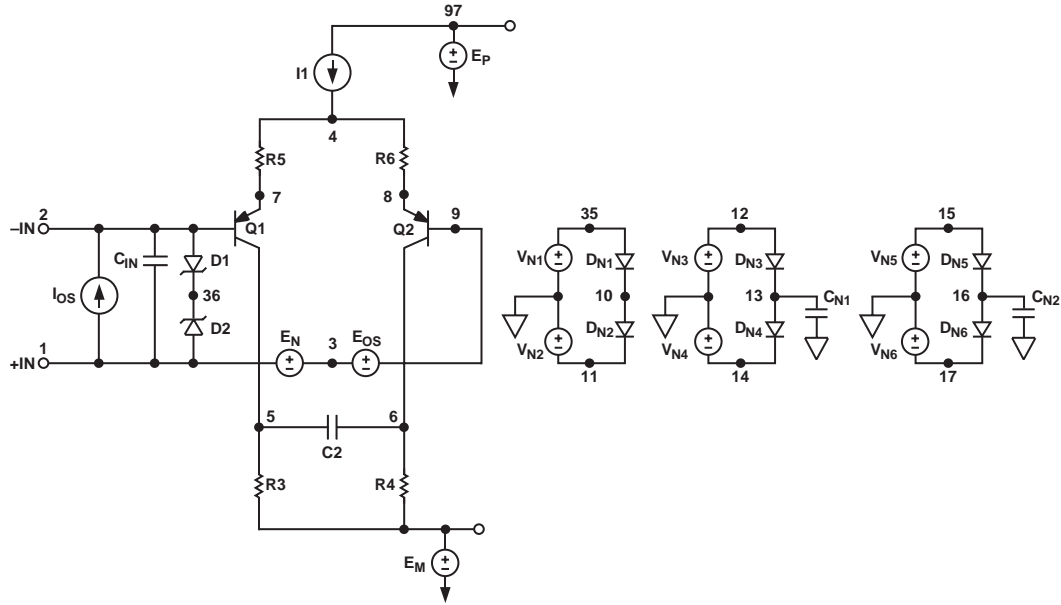 97
I1
+
−
EP
4
R5
R6
7
8
2
−IN
Q1
Q2
9
CIN
D1
IOS
36
D2
1
+IN
EN
3
EOS
5
6
C2
R3
R4
EM
35
VN1
DN1
10
DN2
VN2
11
12
VN3
DN3
13
CN1
DN4
VN4
14
15
VN5
DN5
16
CN2
DN6
VN6
17